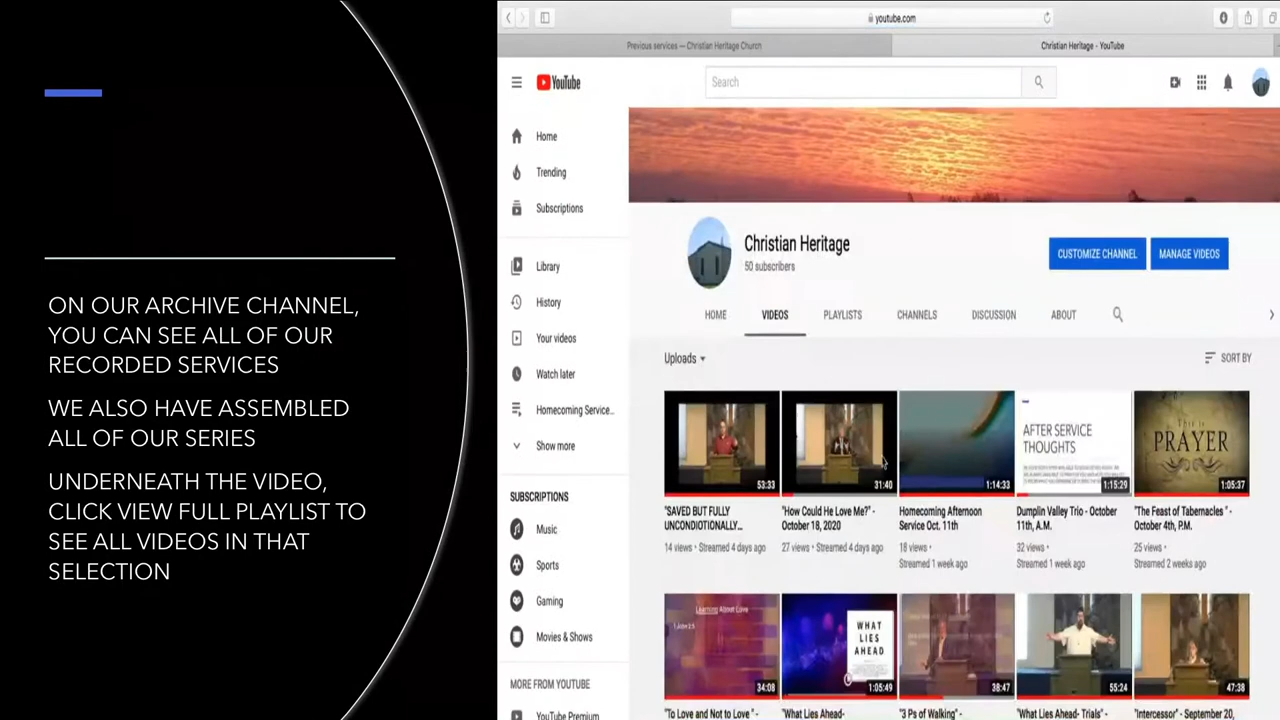 ON OUR ARCHIVE CHANNEL,
YOU CAN SEE ALL OF OUR
RECORDED SERVICES
WE ALSO HAVE ASSEMBLED
ALL OF OUR SERIES
UNDERNEATH THE VIDEO,
CLICK VIEW FULL PLAYLIST TO
SEE ALL VIDEOS IN THAT
SELECTION
youtube.com
Previous services — Christian Heritage Church
Christian Heritage - YouTube
YouTube
Search
Home
Trending
Subscriptions
Library
History
Your videos
Watch later
Homecoming Service..
Show more
SUBSCRIPTIONS
Music
Sports
Gaming
Movies & Shows
MORE FROM YOUTUBE
YouTube Premium
Christian Heritage
50 subscribers
CUSTOMIZE CHANNEL
MANAGE VIDEOS
HOME VIDEOS PLAYLISTS CHANNELS DISCUSSION ABOUT
Uploads
SORT BY
53:33
"SAVED BUT FULLY
UNCONDIOTIONALLY...
14 views • Streamed 4 days ago
31:40
"How Could He Love Me?" -
October 18, 2020
27 views • Streamed 4 days ago
1:14:33
Homecoming Afternoon
Service Oct. 11th
18 views •
Streamed 1 week ago
AFTER SERVICE
THOUGHTS
1:15:29
Dumplin Valley Trio - October
11th, A.M.
32 views •
Streamed 1 week ago
This is
PRAYER
1:05:37
"The Feast of Tabernacles " -
October 4th, P.M.
25 views •
Streamed 2 weeks ago
Learning About Love
1 John 2:5
34:08
"To Love and Not to Love " -
WHAT
LIES
AHEAD
1:05:49
"What Lies Ahead-
38:47
"3 Ps of Walking" -
55:24
"What Lies Ahead- Trials" -
47:38
"Intercessor" - September 20,